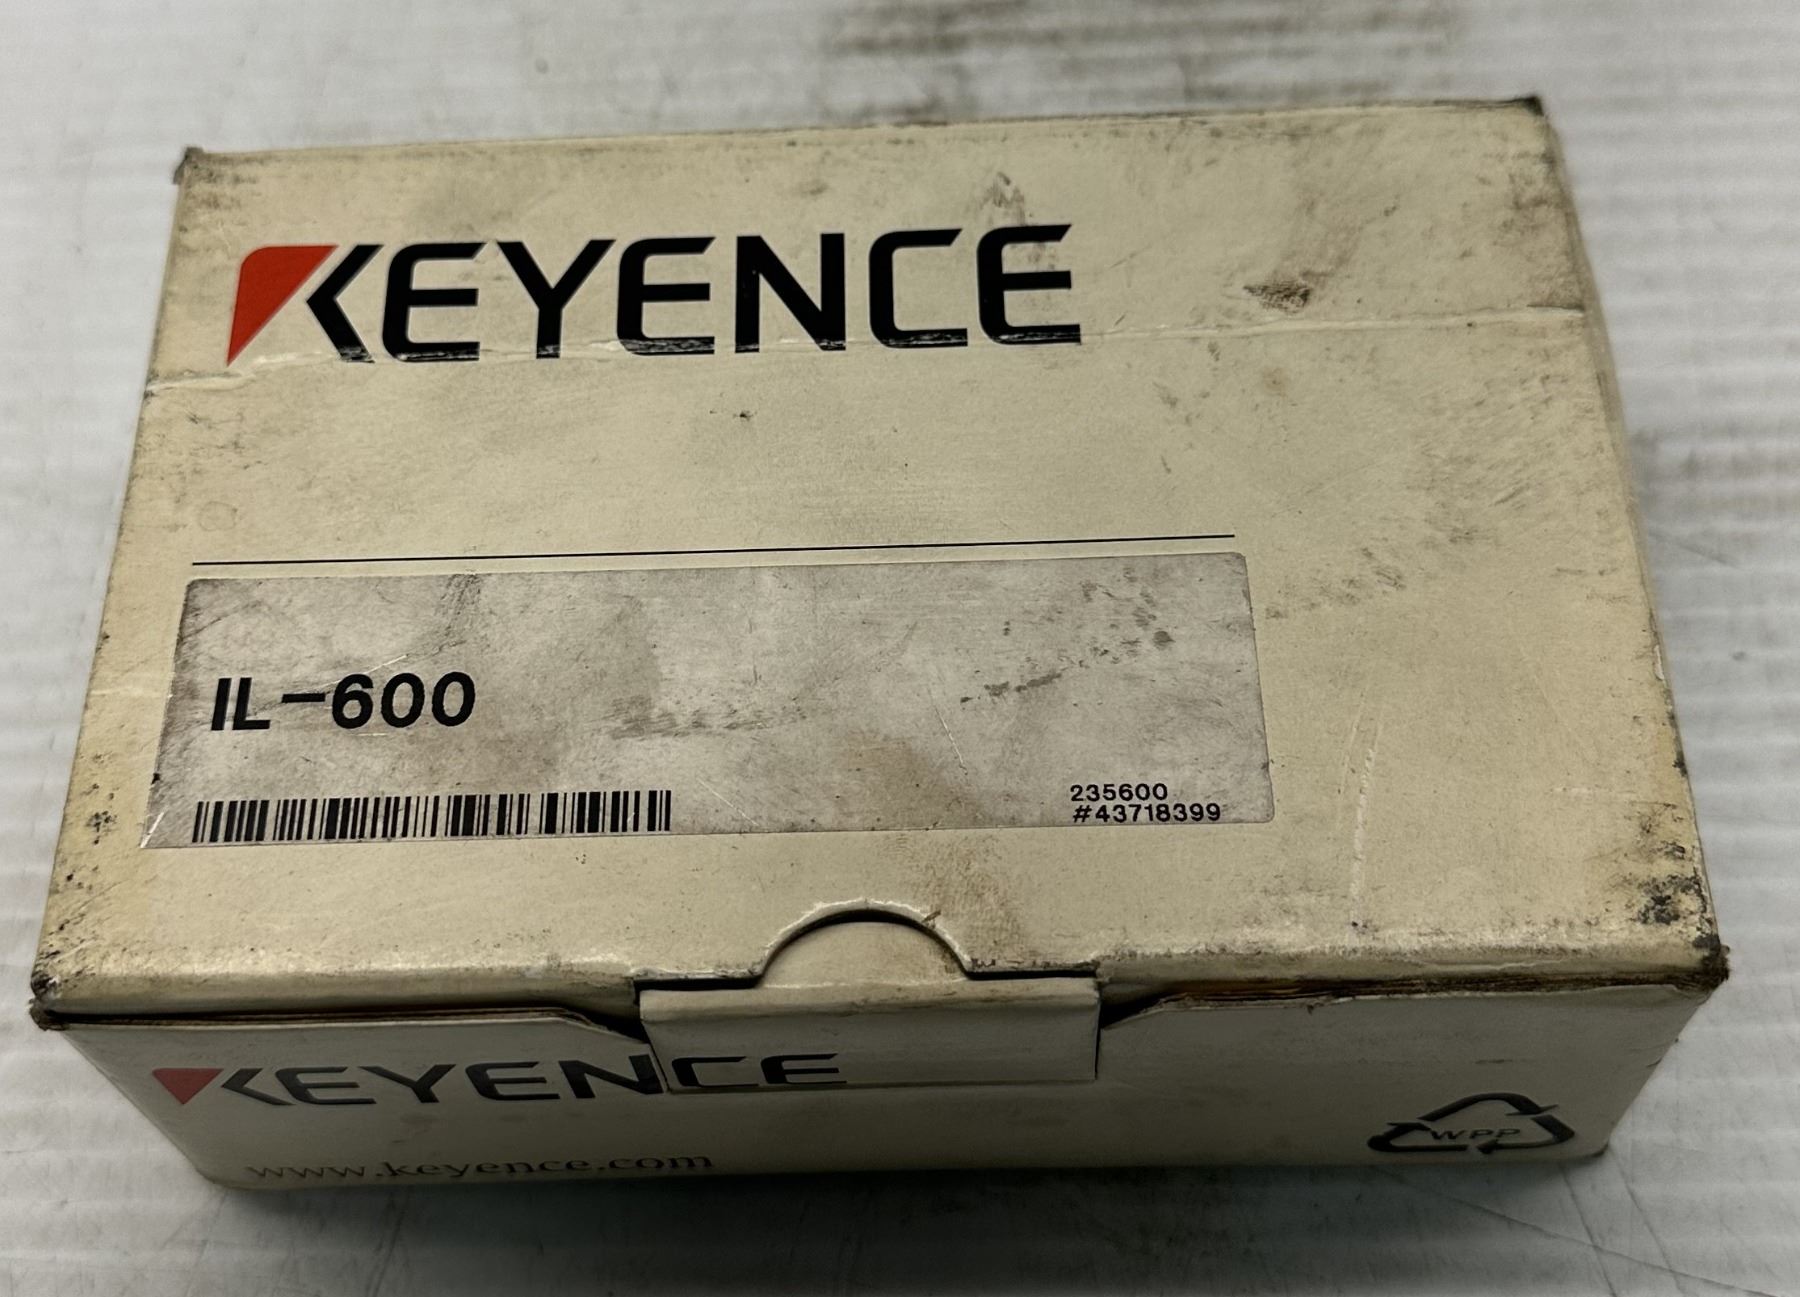 KEYENCE
IL-600
235600
#43718399
KEYENCE
www.keyence.com
WPP